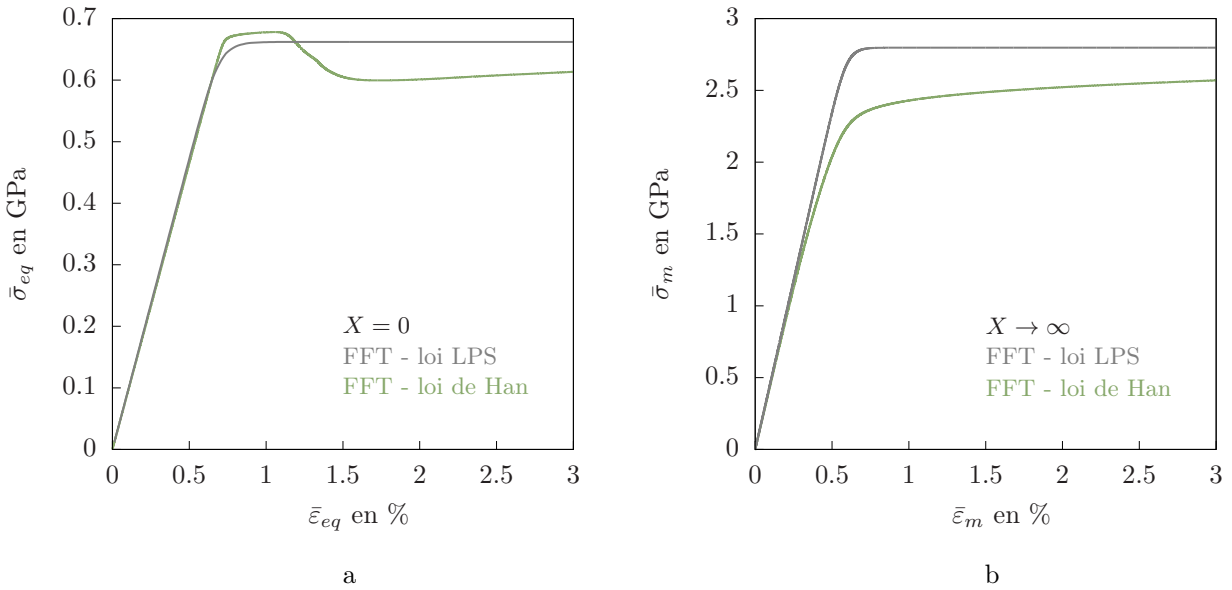 0.7
0.6
0.5
0.4
0.3
0.2
0.1
0
0 0.5 1 1.5 2 2.5 3
σ̄_eq en GPa
ε̄_eq en %
X = 0
FFT - loi LPS
FFT - loi de Han
a
3
2.5
2
1.5
1
0.5
0
0 0.5 1 1.5 2 2.5 3
σ̄_m en GPa
ε̄_m en %
X → ∞
FFT - loi LPS
FFT - loi de Han
b